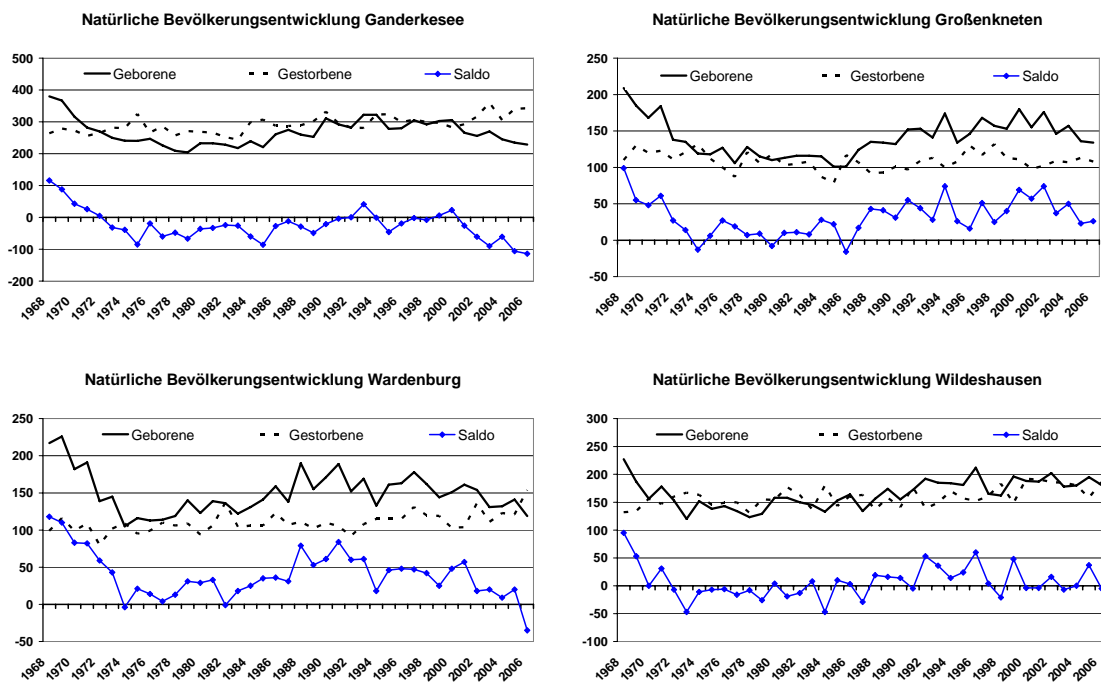 Natürliche Bevölkerungsentwicklung Ganderkesee
500
400
300
200
100
0
-100
-200
Geborene Gestorbene Saldo
1968 1970 1972 1974 1976 1978 1980 1982 1984 1986 1988 1990 1992 1994 1996 1998 2000 2002 2004 2006
Natürliche Bevölkerungsentwicklung Großenkneten
250
200
150
100
50
0
-50
Geborene Gestorbene Saldo
1968 1970 1972 1974 1976 1978 1980 1982 1984 1986 1988 1990 1992 1994 1996 1998 2000 2002 2004 2006
Natürliche Bevölkerungsentwicklung Wardenburg
250
200
150
100
50
0
-50
Geborene Gestorbene Saldo
1968 1970 1972 1974 1976 1978 1980 1982 1984 1986 1988 1990 1992 1994 1996 1998 2000 2002 2004 2006
Natürliche Bevölkerungsentwicklung Wildeshausen
300
250
200
150
100
50
0
-50
-100
Geborene Gestorbene Saldo
1968 1970 1972 1974 1976 1978 1980 1982 1984 1986 1988 1990 1992 1994 1996 1998 2000 2002 2004 2006